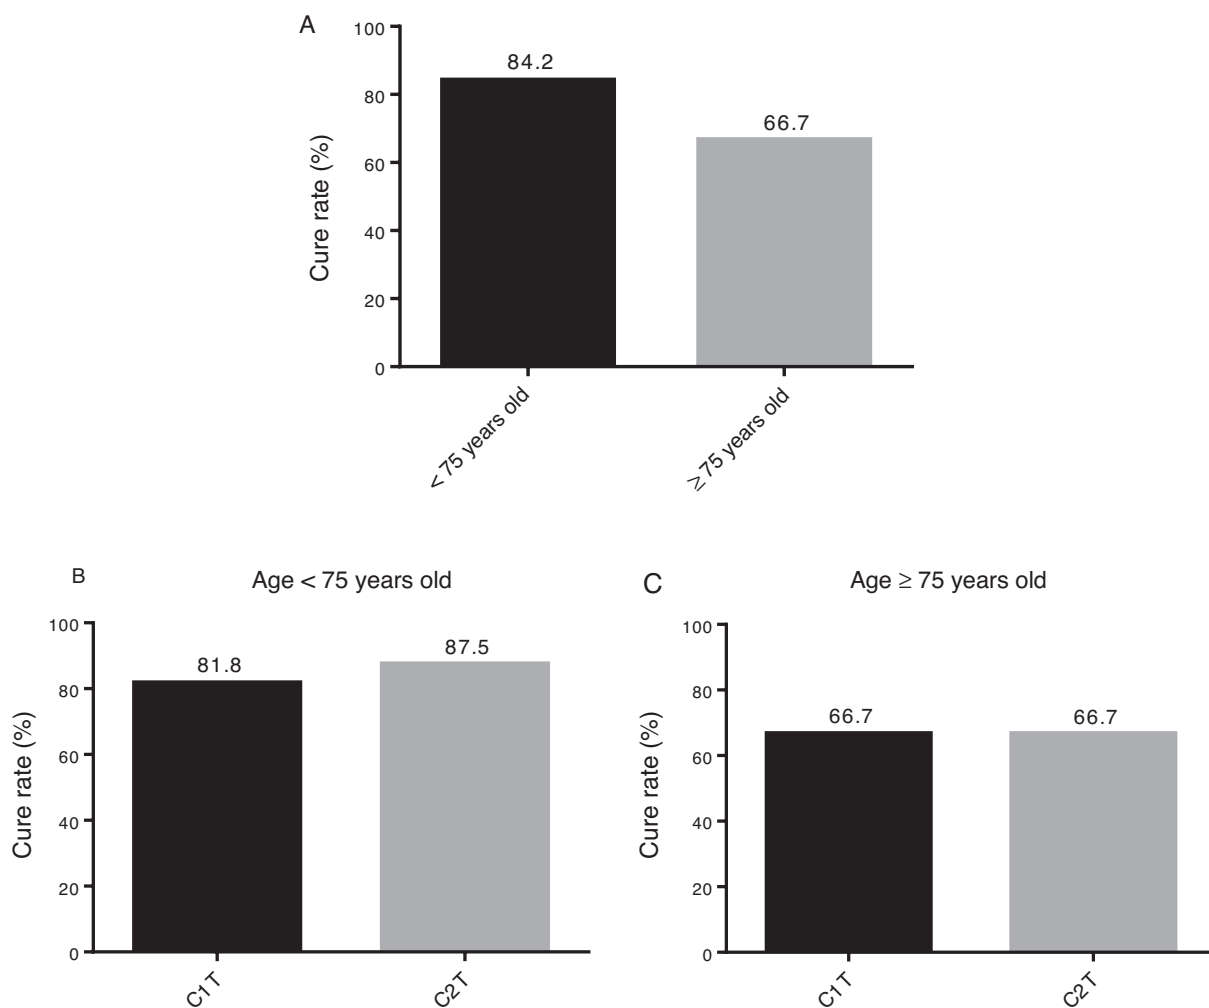 A
100
80
60
40
20
0
Cure rate (%)
84.2
66.7
< 75 years old
≥ 75 years old
B
Age < 75 years old
100
80
60
40
20
0
Cure rate (%)
81.8
87.5
C1T
C2T
C
Age ≥ 75 years old
100
80
60
40
20
0
Cure rate (%)
66.7
66.7
C1T
C2T